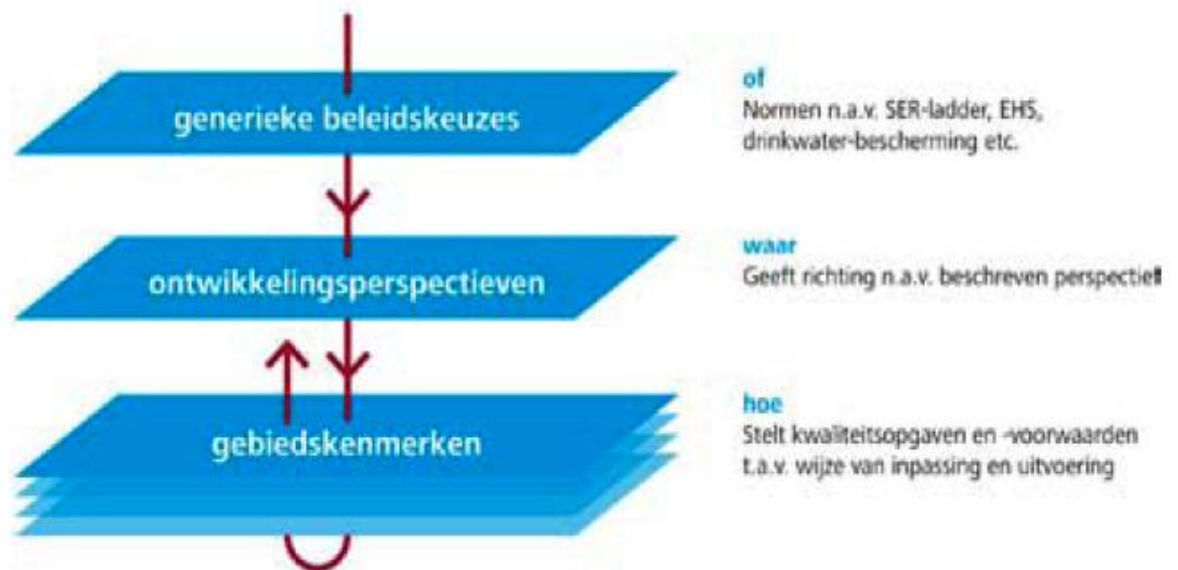 generieke beleidskeuzes
of
Normen n.a.v. SER-ladder, EHS,
drinkwater-bescherming etc.
ontwikkelingsperspectieven
waar
Geeft richting n.a.v. beschreven perspectief
gebiedskenmerken
hoe
Stelt kwaliteitsopgaven en -voorwaarden
t.a.v. wijze van inpassing en uitvoering